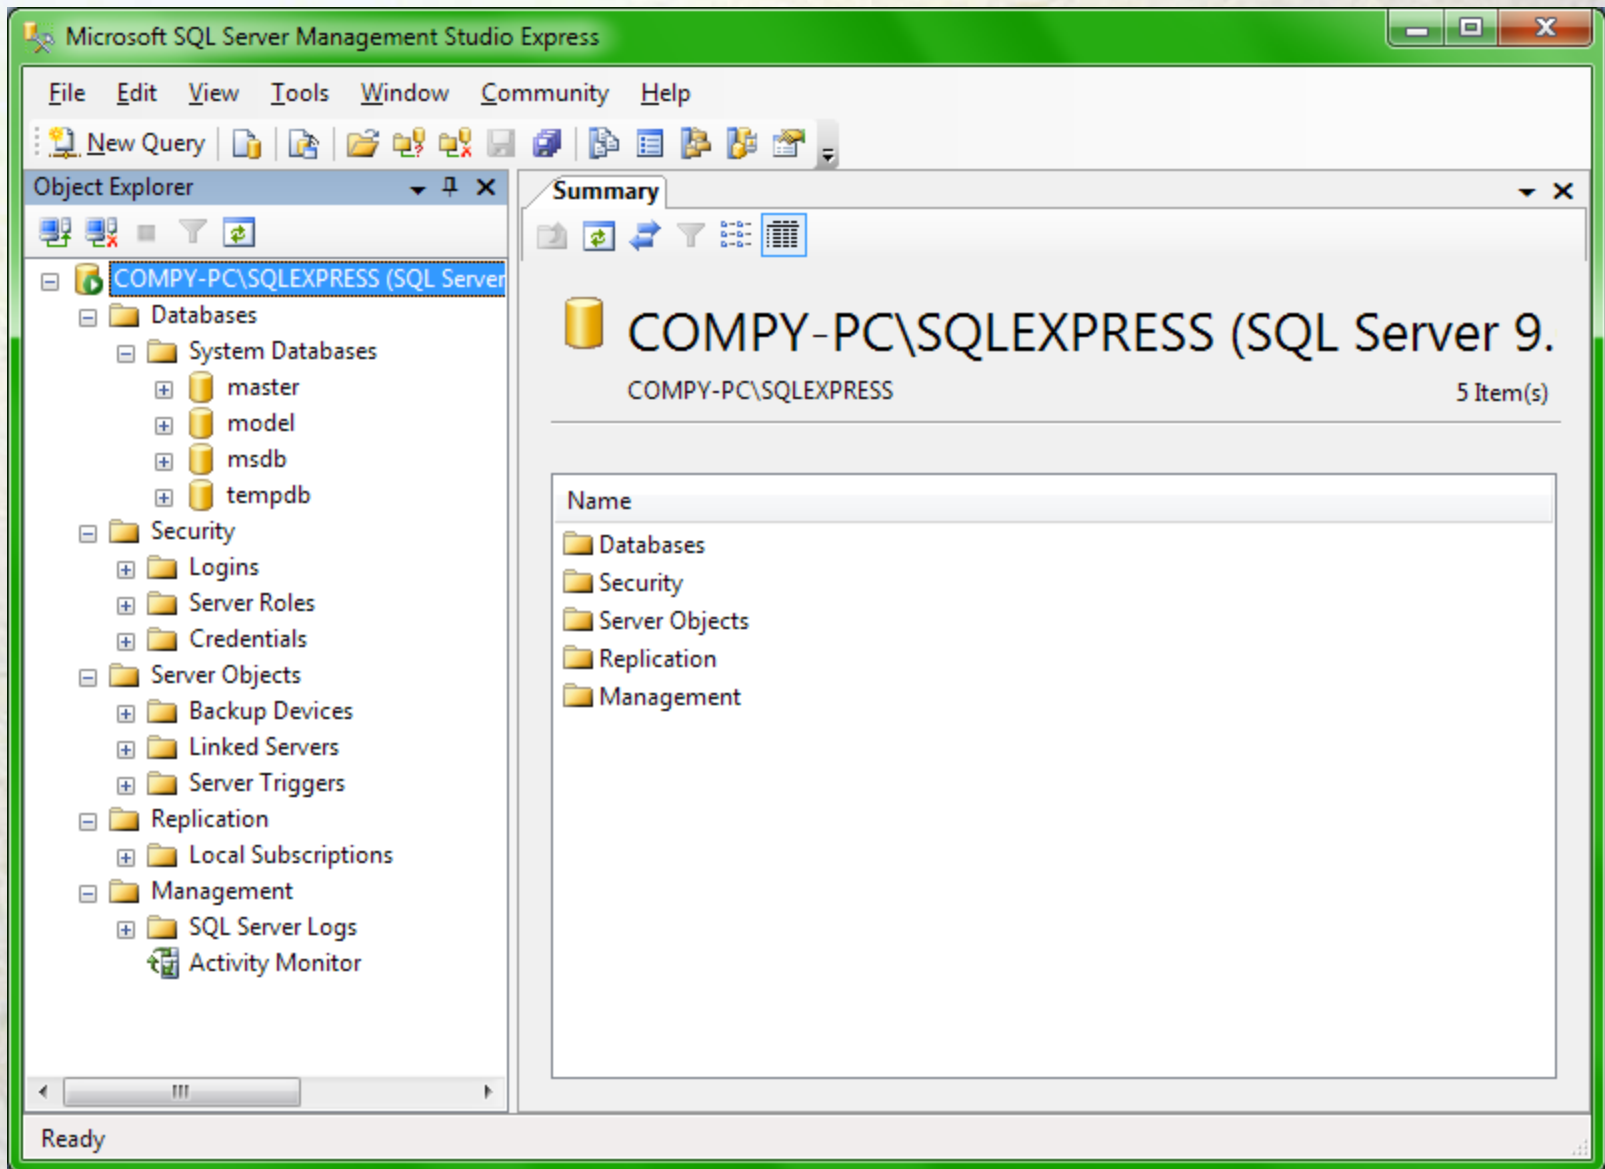 Microsoft SQL Server Management Studio Express
File Edit View Tools Window Community Help
New Query
Object Explorer
COMPY-PC\SQLEXPRESS (SQL Server
Databases
System Databases
master
model
msdb
tempdb
Security
Logins
Server Roles
Credentials
Server Objects
Backup Devices
Linked Servers
Server Triggers
Replication
Local Subscriptions
Management
SQL Server Logs
Activity Monitor
Summary
COMPY-PC\SQLEXPRESS (SQL Server 9.
COMPY-PC\SQLEXPRESS 5 Item(s)
Name
Databases
Security
Server Objects
Replication
Management
Ready